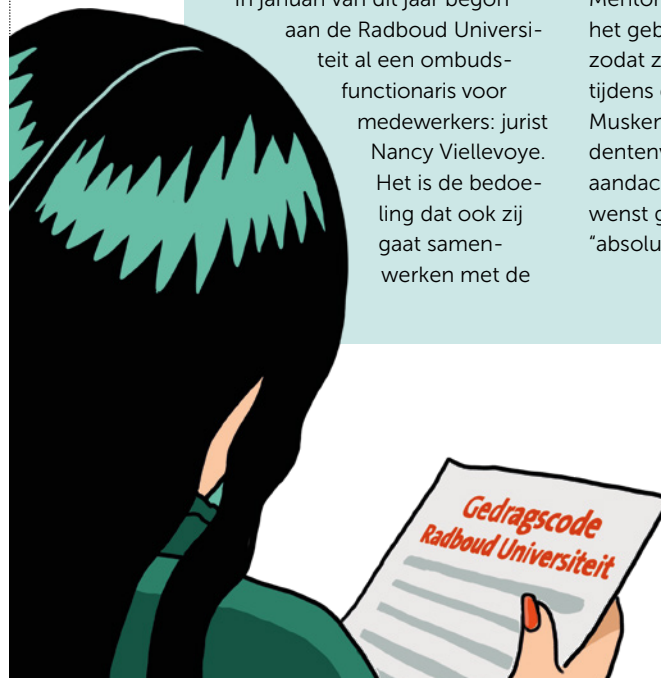 In januari van dit jaar begon
aan de Radboud Universi-
teit al een ombuds-
functionaris voor
medewerkers: jurist
Nancy Viellevoye.
Het is de bedoe-
ling dat ook zij
gaat samen-
werken met de
het geb
zodat z
tijdens
Musken
dentenv
aandac
wenst g
“absolu
Gedragscode
Radboud Universiteit